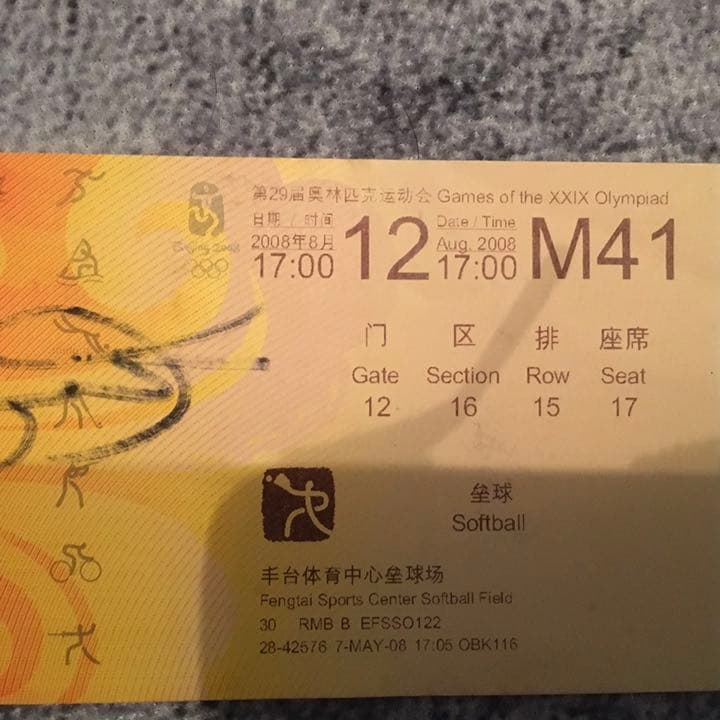 第29届奥林匹克运动会 Games of the XXIX Olympiad
日期 / 时间 Date / Time
2008年8月 12 Aug. 2008 M41
17:00 17:00
门 区 排 座席
Gate Section Row Seat
12 16 15 17
Beijing 2008
垒球
Softball
丰台体育中心垒球场
Fengtai Sports Center Softball Field
30 RMB B EFSSO122
28-42576 7-MAY-08 17:05 OBK116